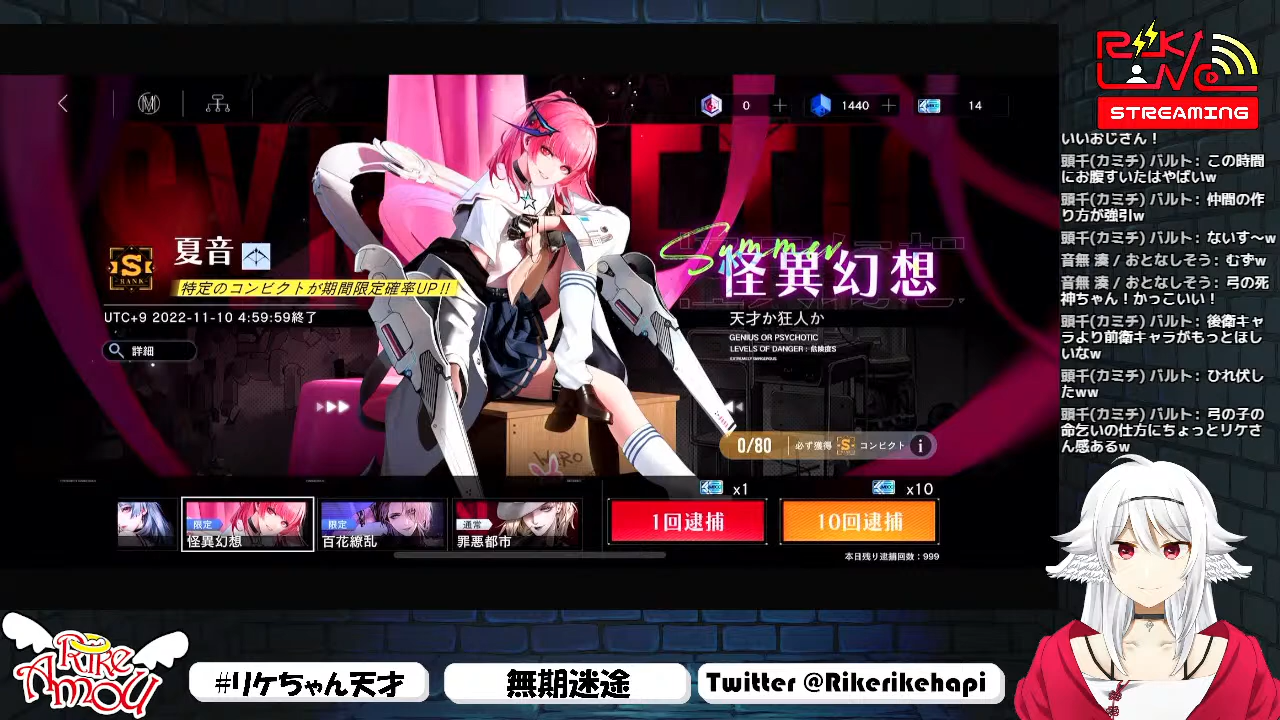 RIKE
LIVE
STREAMING
0
1440
14
夏音
S
RANK
特定のコンビクトが期間限定確率UP!!
UTC+9 2022-11-10 4:59:59終了
詳細
Summer
怪異幻想
天才か狂人か
GENIUS OR PSYCHOTIC
LEVELS OF DANGER : 危険度S
EXTREMELY DANGEROUS
0/80
必ず獲得
S
コンビクト
i
限定
怪異幻想
限定
百花繚乱
通常
罪悪都市
x1
x10
1回逮捕
10回逮捕
本日残り逮捕回数：999
いいおじさん！
頭千(カミチ) バルト: この時間
にお腹すいたはやばいw
頭千(カミチ) バルト: 仲間の作
り方が強引w
頭千(カミチ) バルト: ないす～w
音無 湊 / おとなしそう: むずw
音無 湊 / おとなしそう: 弓の死
神ちゃん！かっこいい！
頭千(カミチ) バルト: 後衛キャ
ラより前衛キャラがもっとほし
いなw
頭千(カミチ) バルト: ひれ伏し
たww
頭千(カミチ) バルト: 弓の子の
命乞いの仕方にちょっとリケさ
ん感あるw
RiKE
AMOU
#リケちゃん天才
無期迷途
Twitter @Rikerikehapi